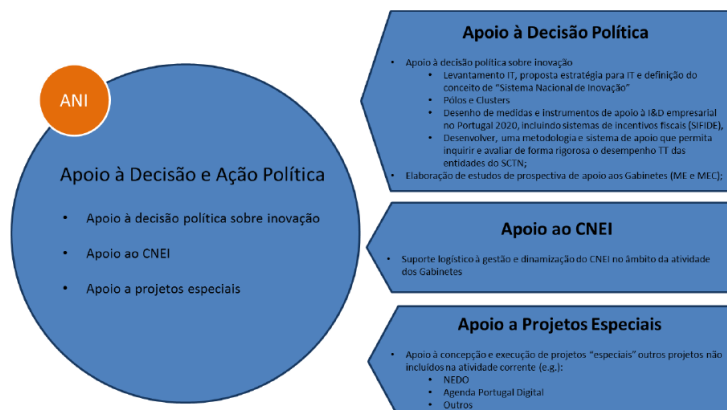 ANI
Apoio à Decisão e Ação Política
• Apoio à decisão política sobre inovação
• Apoio ao CNEI
• Apoio a projetos especiais
Apoio à Decisão Política
• Apoio à decisão política sobre inovação
• Levantamento IT, proposta estratégia para IT e definição do
conceito de “Sistema Nacional de Inovação”
• Pólos e Clusters
• Desenho de medidas e instrumentos de apoio à I&D empresarial
no Portugal 2020, incluindo sistemas de incentivos fiscais (SIFIDE),
• Desenvolver, uma metodologia e sistema de apoio que permita
inquirir e avaliar de forma rigorosa o desempenho TT das
entidades do SCTN;
• Elaboração de estudos de prospectiva de apoio aos Gabinetes (ME e MEC);
Apoio ao CNEI
• Suporte logístico à gestão e dinamização do CNEI no âmbito da atividade
dos Gabinetes
Apoio a Projetos Especiais
• Apoio à concepção e execução de projetos “especiais” outros projetos não
incluídos na atividade corrente (e.g.):
• NEDO
• Agenda Portugal Digital
• Outros